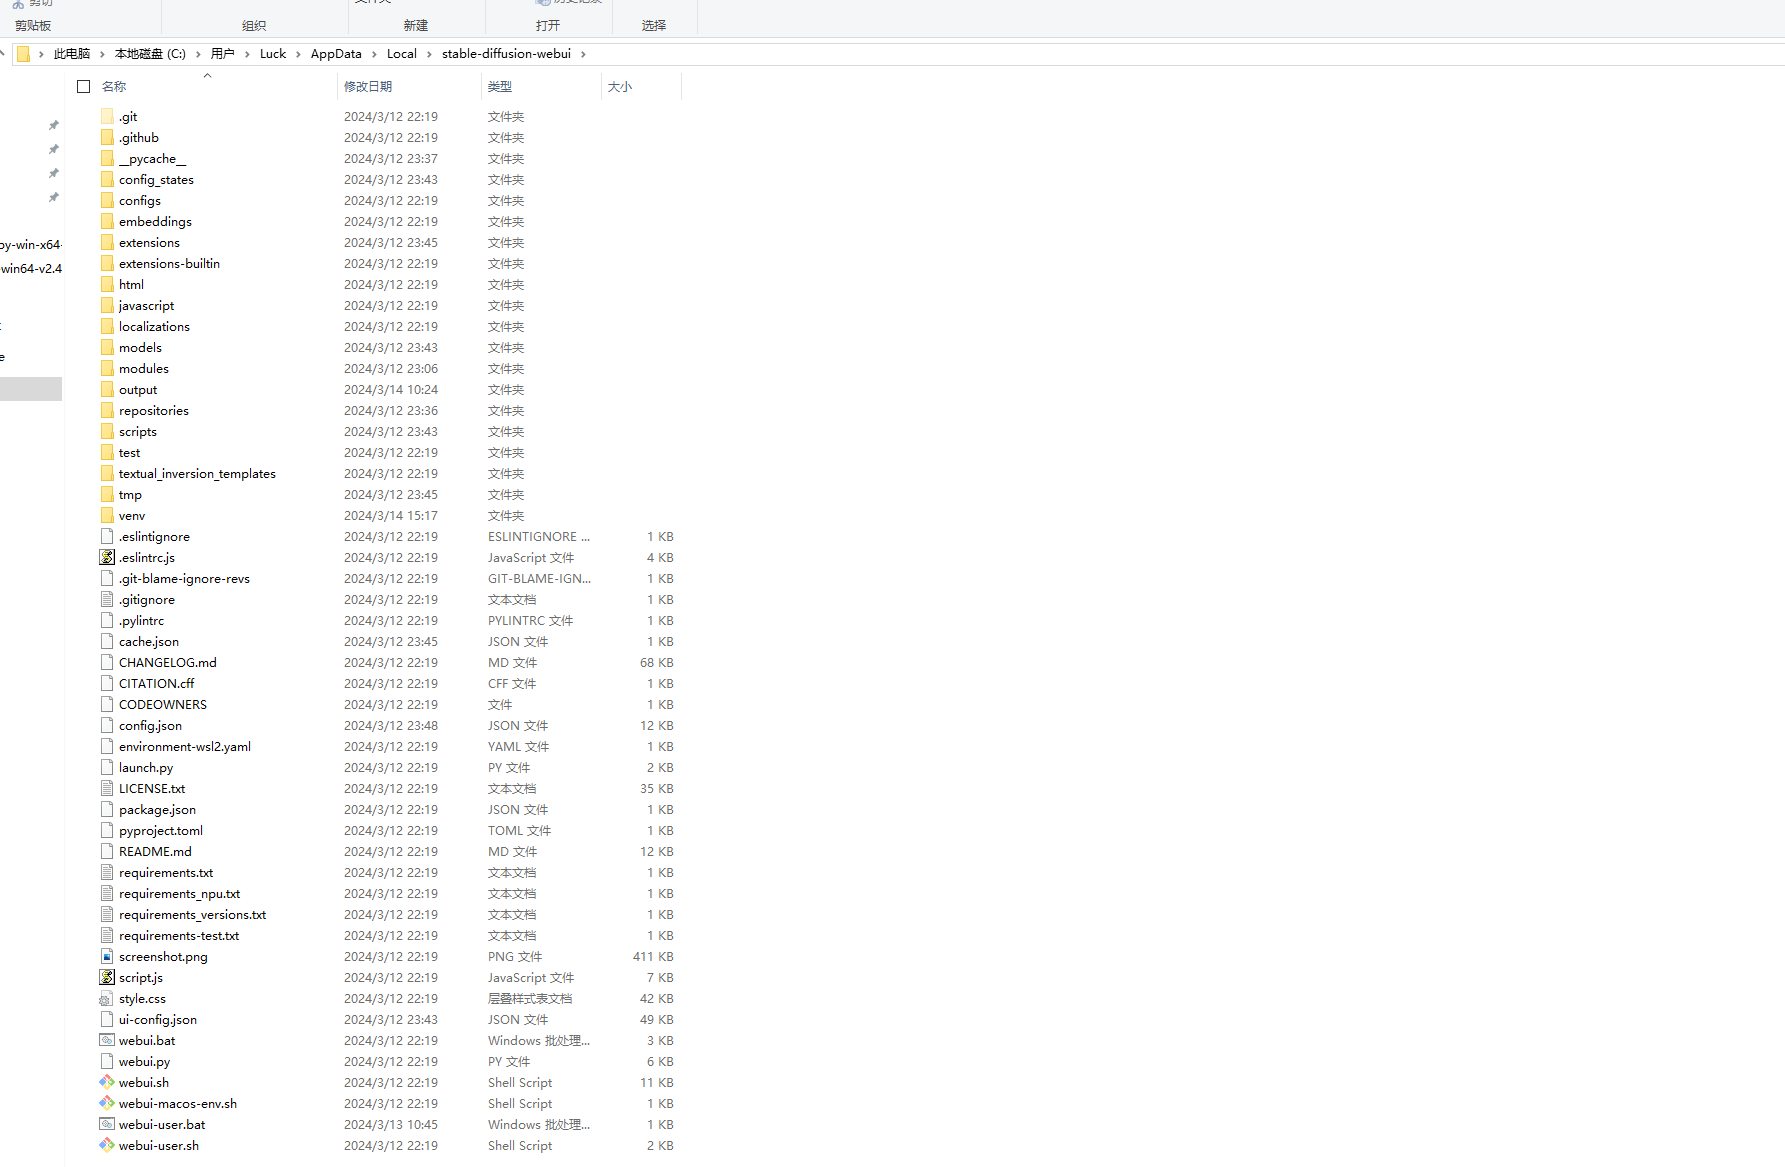 剪切
历史记录
剪贴板 组织 新建 打开 选择
此电脑 › 本地磁盘 (C:) › 用户 › Luck › AppData › Local › stable-diffusion-webui ›
名称 修改日期 类型 大小
.git 2024/3/12 22:19 文件夹
.github 2024/3/12 22:19 文件夹
__pycache__ 2024/3/12 23:37 文件夹
config_states 2024/3/12 23:43 文件夹
configs 2024/3/12 22:19 文件夹
embeddings 2024/3/12 22:19 文件夹
extensions 2024/3/12 23:45 文件夹
extensions-builtin 2024/3/12 22:19 文件夹
html 2024/3/12 22:19 文件夹
javascript 2024/3/12 22:19 文件夹
localizations 2024/3/12 22:19 文件夹
models 2024/3/12 23:43 文件夹
modules 2024/3/12 23:06 文件夹
output 2024/3/14 10:24 文件夹
repositories 2024/3/12 23:36 文件夹
scripts 2024/3/12 23:43 文件夹
test 2024/3/12 22:19 文件夹
textual_inversion_templates 2024/3/12 22:19 文件夹
tmp 2024/3/12 23:45 文件夹
venv 2024/3/14 15:17 文件夹
.eslintignore 2024/3/12 22:19 ESLINTIGNORE ... 1 KB
.eslintrc.js 2024/3/12 22:19 JavaScript 文件 4 KB
.git-blame-ignore-revs 2024/3/12 22:19 GIT-BLAME-IGN... 1 KB
.gitignore 2024/3/12 22:19 文本文档 1 KB
.pylintrc 2024/3/12 22:19 PYLINTRC 文件 1 KB
cache.json 2024/3/12 23:45 JSON 文件 1 KB
CHANGELOG.md 2024/3/12 22:19 MD 文件 68 KB
CITATION.cff 2024/3/12 22:19 CFF 文件 1 KB
CODEOWNERS 2024/3/12 22:19 文件 1 KB
config.json 2024/3/12 23:48 JSON 文件 12 KB
environment-wsl2.yaml 2024/3/12 22:19 YAML 文件 1 KB
launch.py 2024/3/12 22:19 PY 文件 2 KB
LICENSE.txt 2024/3/12 22:19 文本文档 35 KB
package.json 2024/3/12 22:19 JSON 文件 1 KB
pyproject.toml 2024/3/12 22:19 TOML 文件 1 KB
README.md 2024/3/12 22:19 MD 文件 12 KB
requirements.txt 2024/3/12 22:19 文本文档 1 KB
requirements_npu.txt 2024/3/12 22:19 文本文档 1 KB
requirements_versions.txt 2024/3/12 22:19 文本文档 1 KB
requirements-test.txt 2024/3/12 22:19 文本文档 1 KB
screenshot.png 2024/3/12 22:19 PNG 文件 411 KB
script.js 2024/3/12 22:19 JavaScript 文件 7 KB
style.css 2024/3/12 22:19 层叠样式表文档 42 KB
ui-config.json 2024/3/12 23:43 JSON 文件 49 KB
webui.bat 2024/3/12 22:19 Windows 批处理... 3 KB
webui.py 2024/3/12 22:19 PY 文件 6 KB
webui.sh 2024/3/12 22:19 Shell Script 11 KB
webui-macos-env.sh 2024/3/12 22:19 Shell Script 1 KB
webui-user.bat 2024/3/13 10:45 Windows 批处理... 1 KB
webui-user.sh 2024/3/12 22:19 Shell Script 2 KB